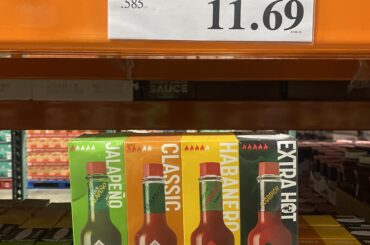 .585
11.69
SAUCE
JALAPEÑO
CLASSIC
HABANERO
EXTRA HOT